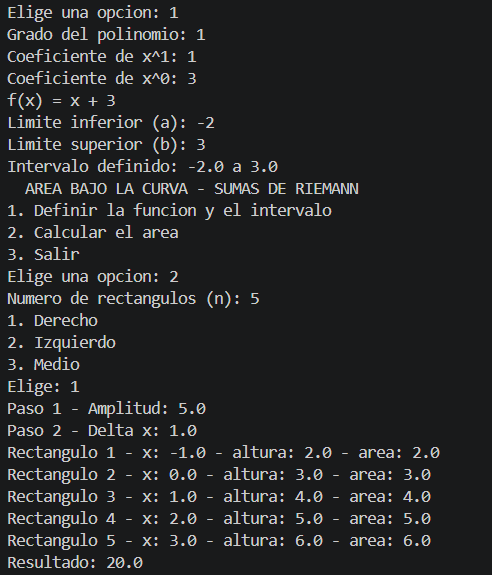 Elige una opcion: 1
Grado del polinomio: 1
Coeficiente de x^1: 1
Coeficiente de x^0: 3
f(x) = x + 3
Limite inferior (a): -2
Limite superior (b): 3
Intervalo definido: -2.0 a 3.0
  AREA BAJO LA CURVA - SUMAS DE RIEMANN
1. Definir la funcion y el intervalo
2. Calcular el area
3. Salir
Elige una opcion: 2
Numero de rectangulos (n): 5
1. Derecho
2. Izquierdo
3. Medio
Elige: 1
Paso 1 - Amplitud: 5.0
Paso 2 - Delta x: 1.0
Rectangulo 1 - x: -1.0 - altura: 2.0 - area: 2.0
Rectangulo 2 - x: 0.0 - altura: 3.0 - area: 3.0
Rectangulo 3 - x: 1.0 - altura: 4.0 - area: 4.0
Rectangulo 4 - x: 2.0 - altura: 5.0 - area: 5.0
Rectangulo 5 - x: 3.0 - altura: 6.0 - area: 6.0
Resultado: 20.0